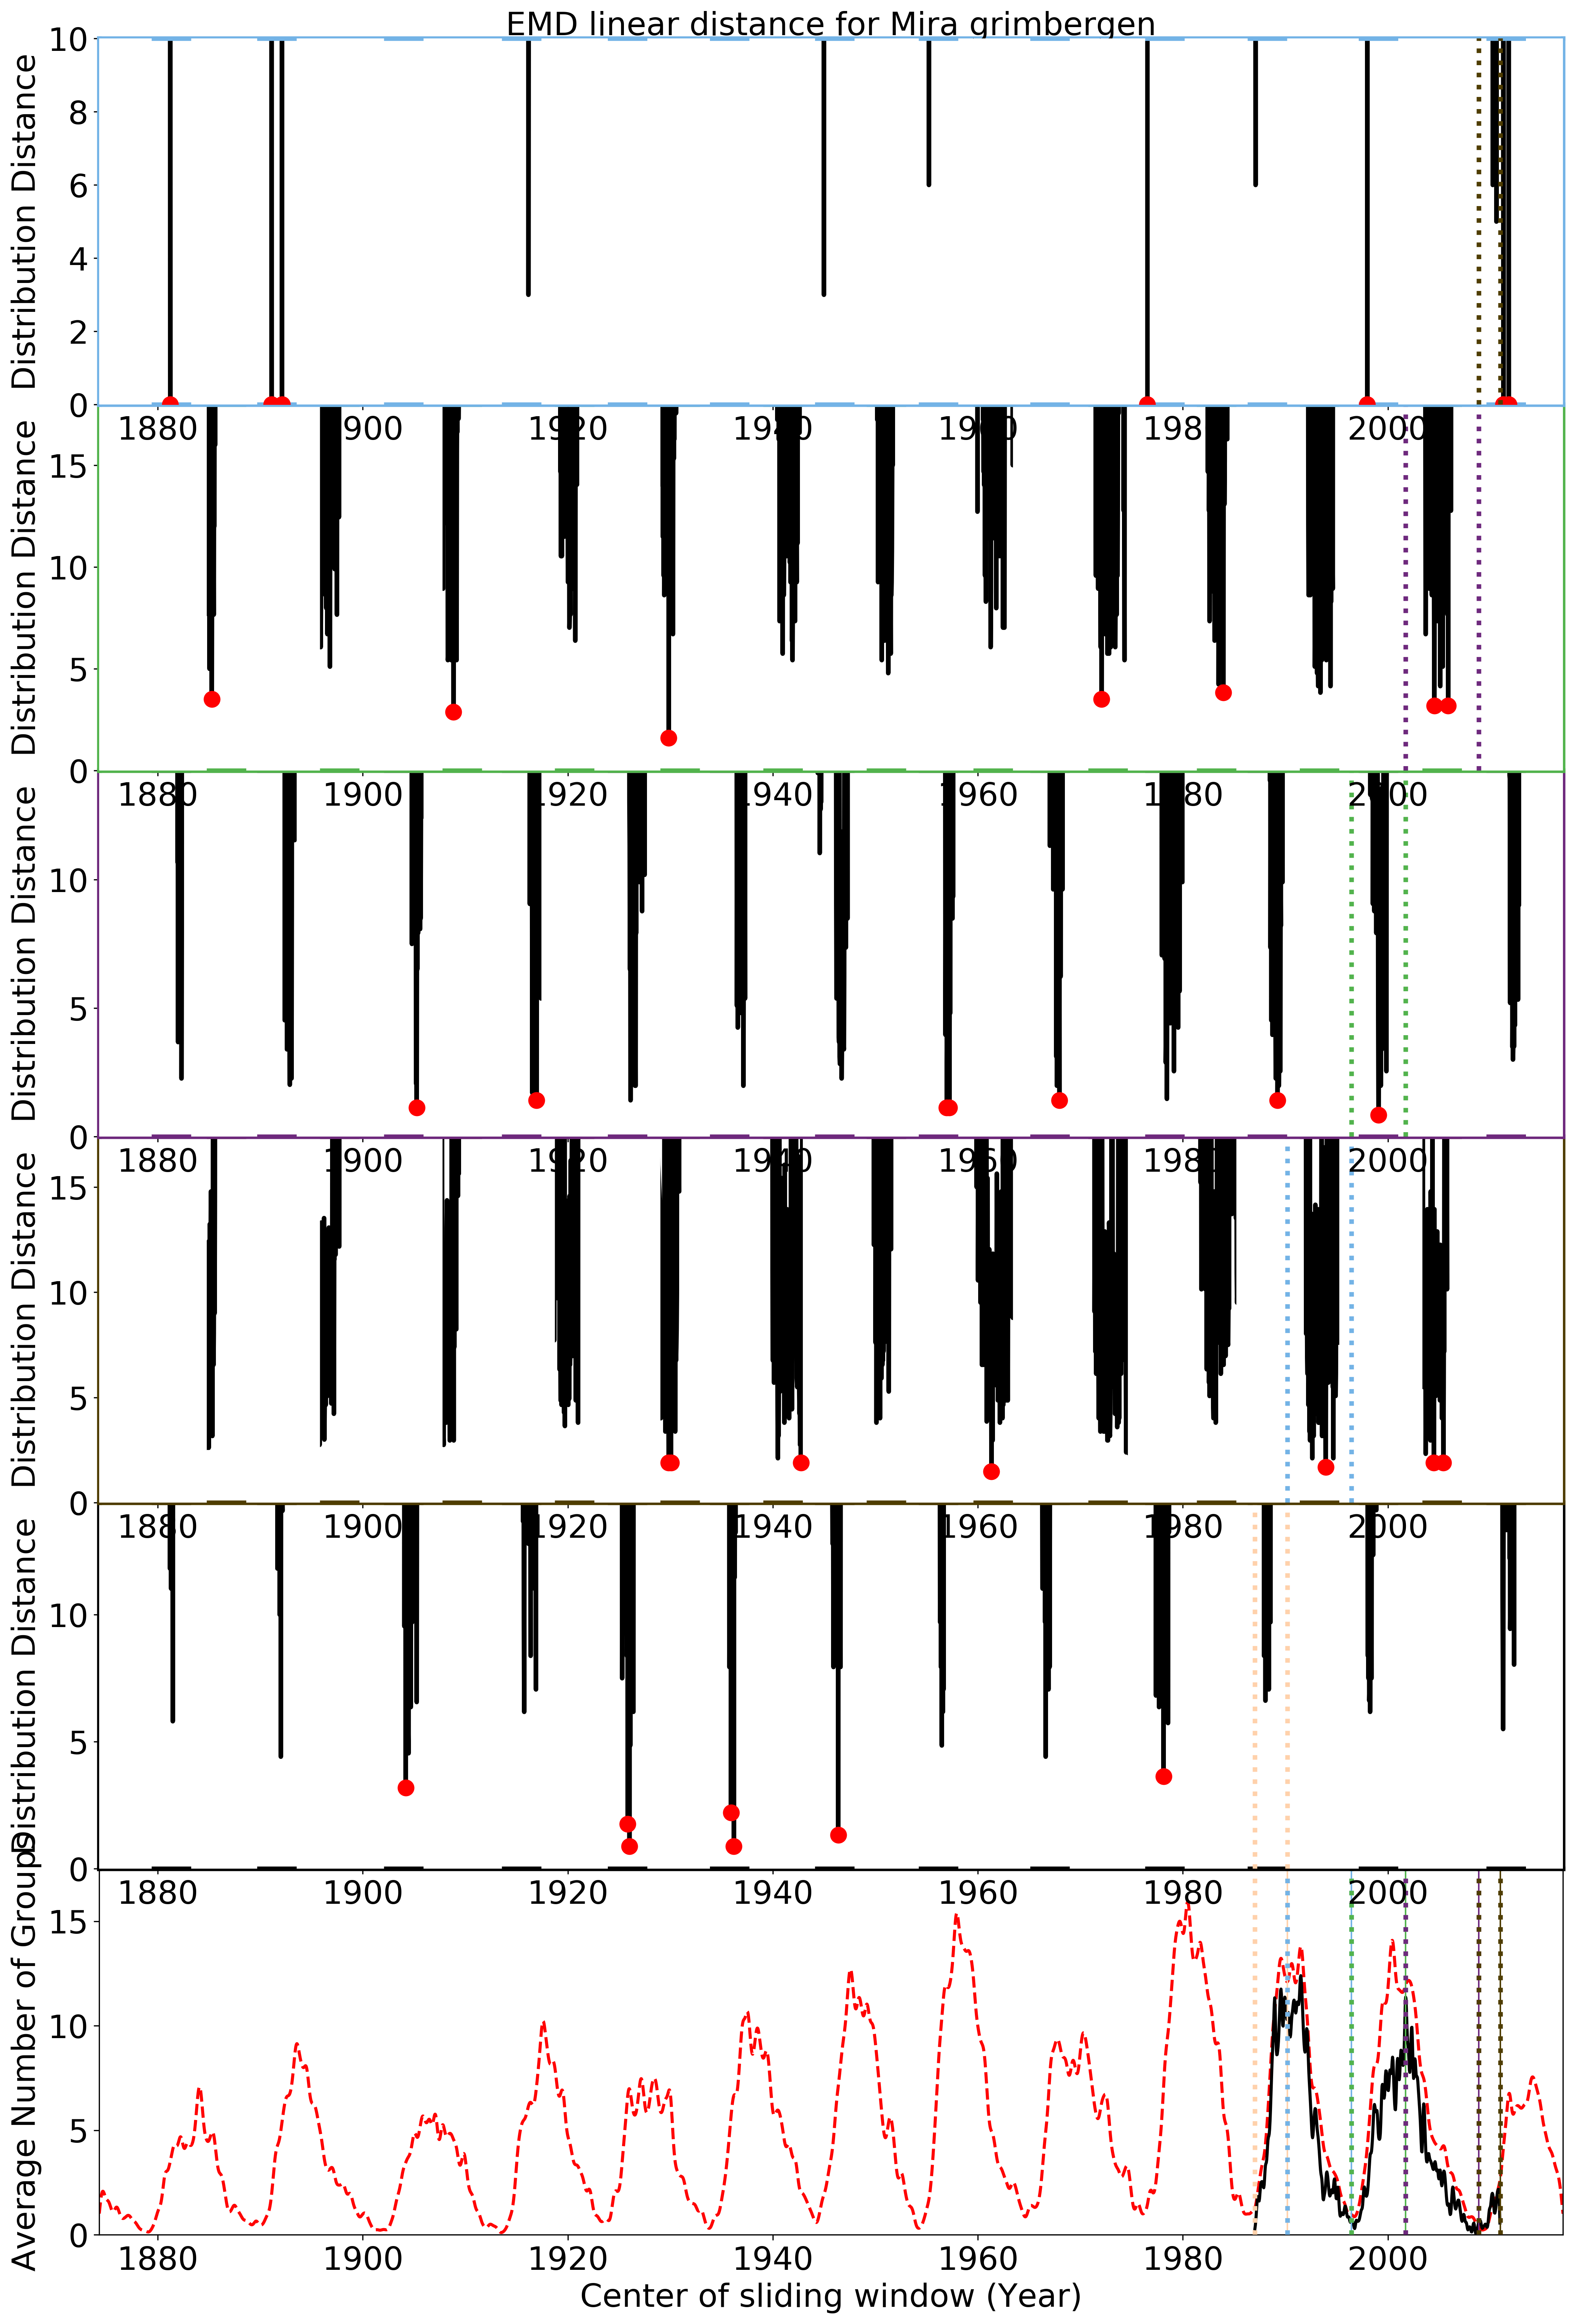 EMD linear distance for Mira grimbergen
10
8
6
4
2
0
Distribution Distance
1880 1900 1920 1940 1960 1980 2000
15
10
5
0
Distribution Distance
1880 1900 1920 1940 1960 1980 2000
10
5
0
Distribution Distance
1880 1900 1920 1940 1960 1980 2000
15
10
5
0
Distribution Distance
1880 1900 1920 1940 1960 1980 2000
10
5
0
Distribution Distance
1880 1900 1920 1940 1960 1980 2000
15
10
5
0
Average Number of Groups
1880 1900 1920 1940 1960 1980 2000
Center of sliding window (Year)